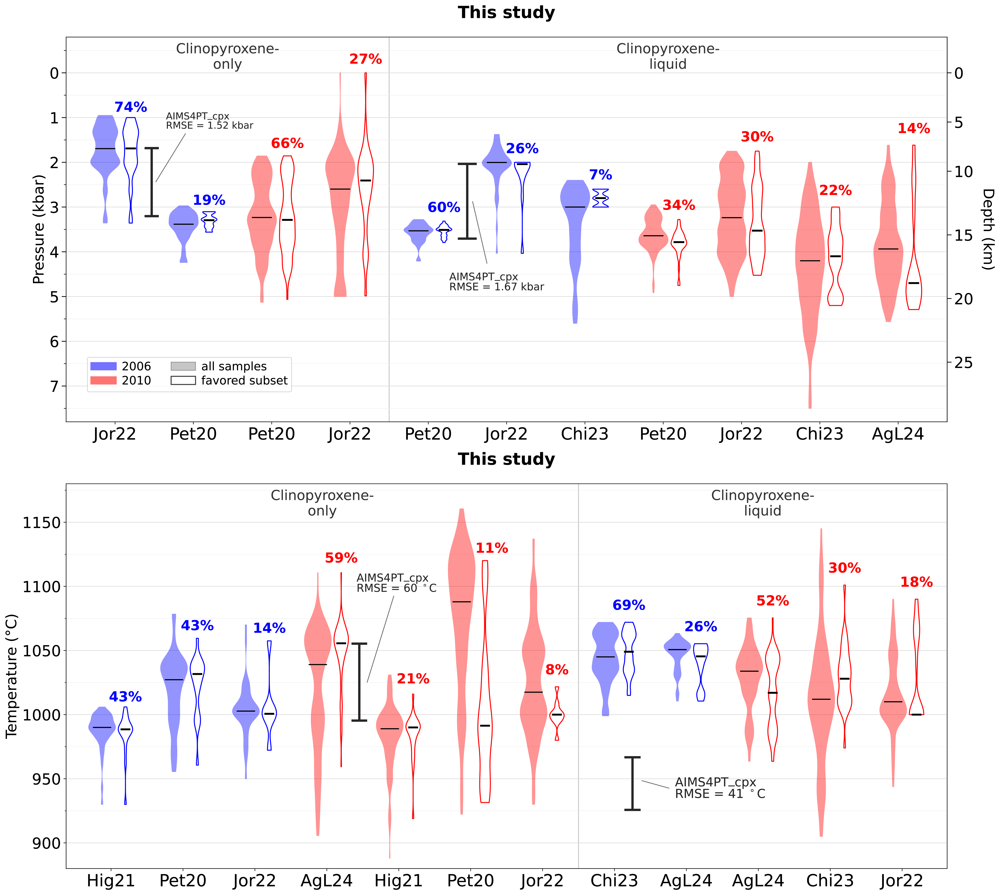 This study
Clinopyroxene-
only
Clinopyroxene-
liquid
Pressure (kbar)
0
1
2
3
4
5
6
7
Depth (km)
0
5
10
15
20
25
74%
19%
66%
27%
60%
26%
7%
34%
30%
22%
14%
AIMS4PT_cpx
RMSE = 1.52 kbar
AIMS4PT_cpx
RMSE = 1.67 kbar
2006
2010
all samples
favored subset
Jor22 Pet20 Pet20 Jor22 Pet20 Jor22 Chi23 Pet20 Jor22 Chi23 AgL24
This study
Clinopyroxene-
only
Clinopyroxene-
liquid
Temperature (°C)
1150
1100
1050
1000
950
900
43%
43%
14%
59%
21%
11%
8%
69%
26%
52%
30%
18%
AIMS4PT_cpx
RMSE = 60 °C
AIMS4PT_cpx
RMSE = 41 °C
Hig21 Pet20 Jor22 AgL24 Hig21 Pet20 Jor22 Chi23 AgL24 AgL24 Chi23 Jor22